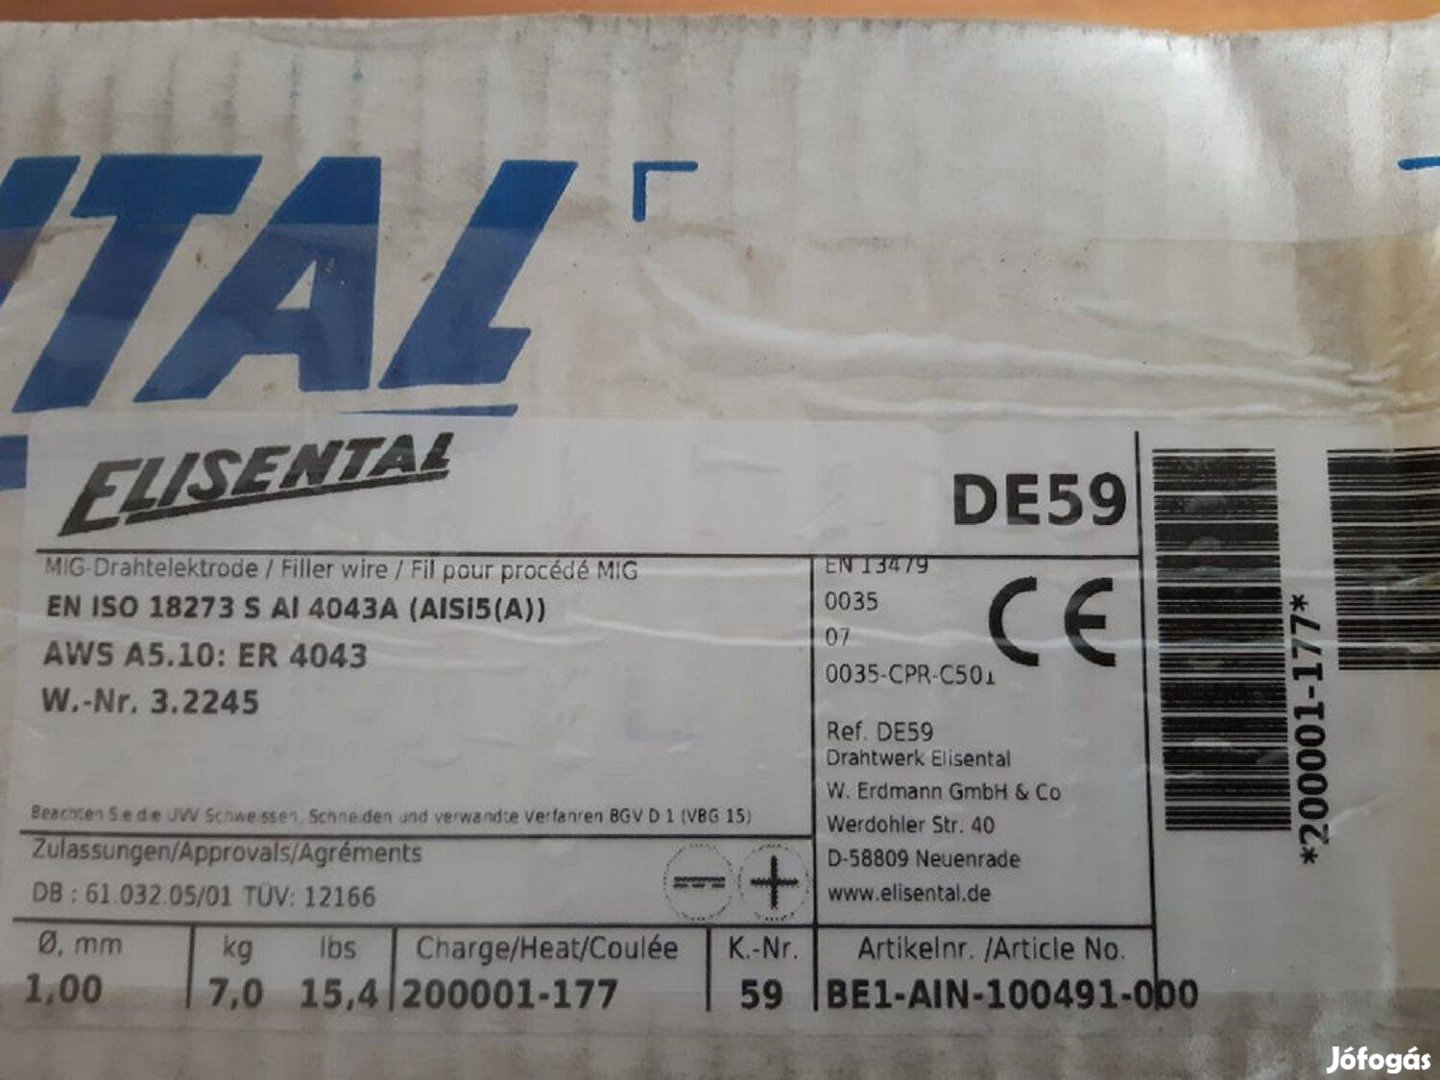 TAL
ELISENTAL
DE59
MIG-Drahtelektrode / Filler wire / Fil pour procédé MIG
EN ISO 18273 S Al 4043A (AlSi5(A))
AWS A5.10: ER 4043
W.-Nr. 3.2245
Beachten Sie die UVV Schweissen, Schneiden und verwandte Verfahren BGV D 1 (VBG 15)
Zulassungen/Approvals/Agréments
DB : 61.032.05/01 TÜV: 12166
EN 13479
0035
07
0035-CPR-C501
CE
Ref. DE59
Drahtwerk Elisental
W. Erdmann GmbH & Co
Werdohler Str. 40
D-58809 Neuenrade
www.elisental.de
Ø, mm kg lbs Charge/Heat/Coulée K.-Nr. Artikelnr. /Article No.
1,00 7,0 15,4 200001-177 59 BE1-AIN-100491-000
*200001-177*
Jófogás